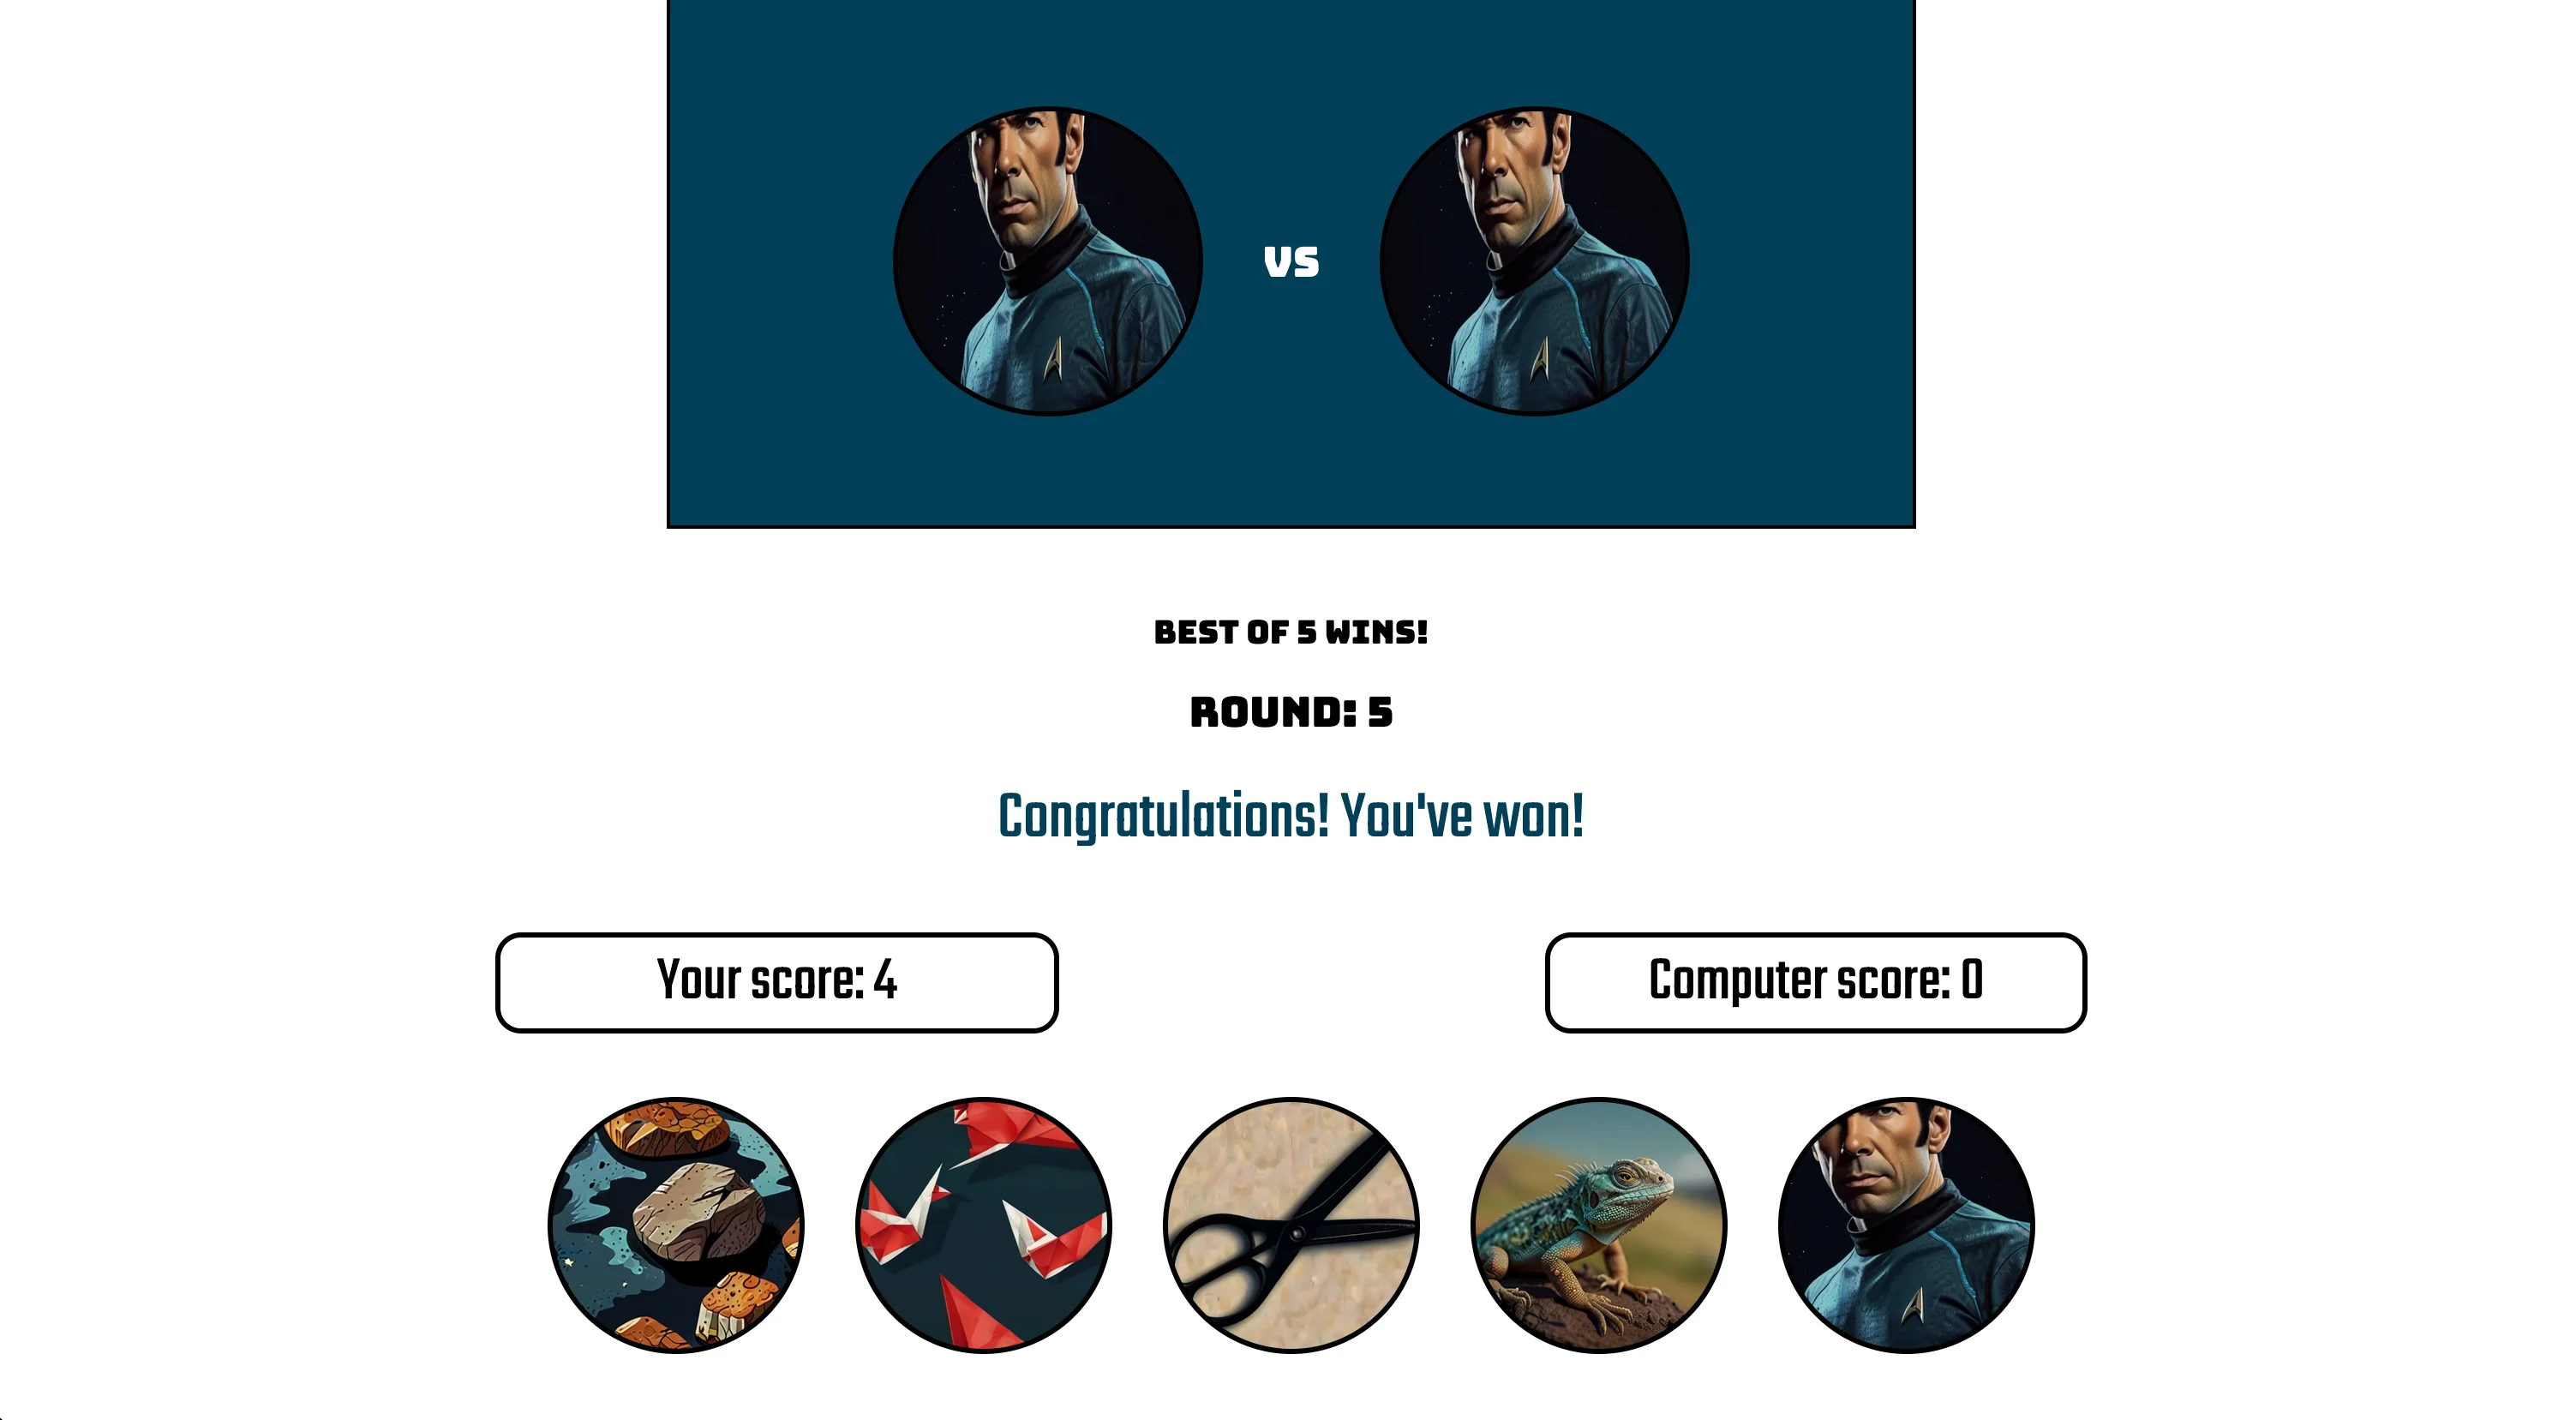 VS
BEST OF 5 WINS!
ROUND: 5
Congratulations! You've won!
Your score: 4
Computer score: 0